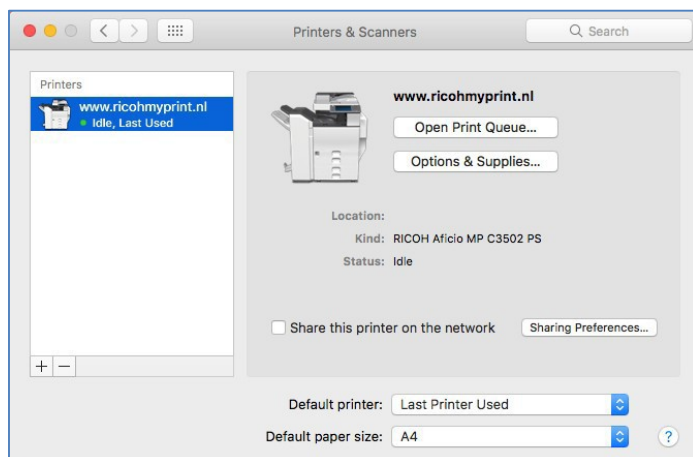 Printers & Scanners
Search
Printers
www.ricohmyprint.nl
Idle, Last Used
www.ricohmyprint.nl
Open Print Queue...
Options & Supplies...
Location:
Kind: RICOH Aficio MP C3502 PS
Status: Idle
Share this printer on the network
Sharing Preferences...
+ −
Default printer: Last Printer Used
Default paper size: A4
?